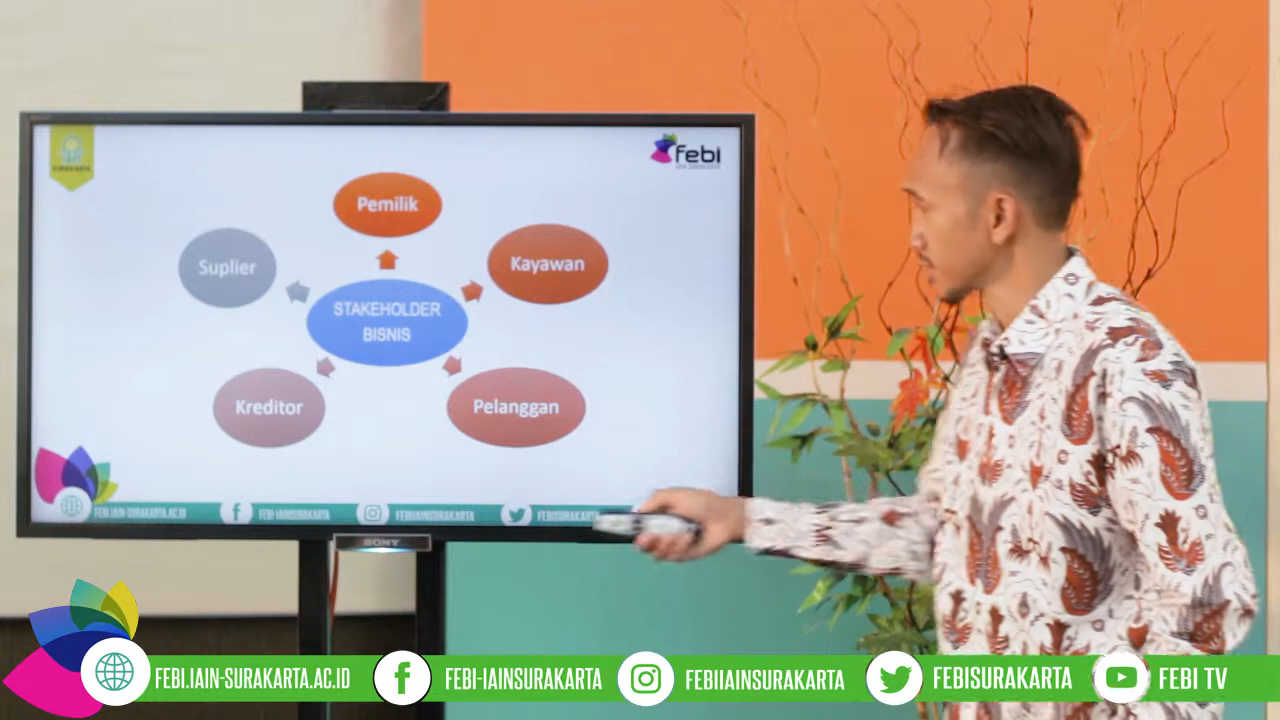 SURAKARTA
febi
Pemilik
Suplier
Kayawan
STAKEHOLDER
BISNIS
Kreditor
Pelanggan
FEBI.IAIN-SURAKARTA.AC.ID
FEBI-IAINSURAKARTA
FEBIIAINSURAKARTA
FEBISURAKARTA
SONY
FEBI.IAIN-SURAKARTA.AC.ID
FEBI-IAINSURAKARTA
FEBIIAINSURAKARTA
FEBISURAKARTA
FEBI TV